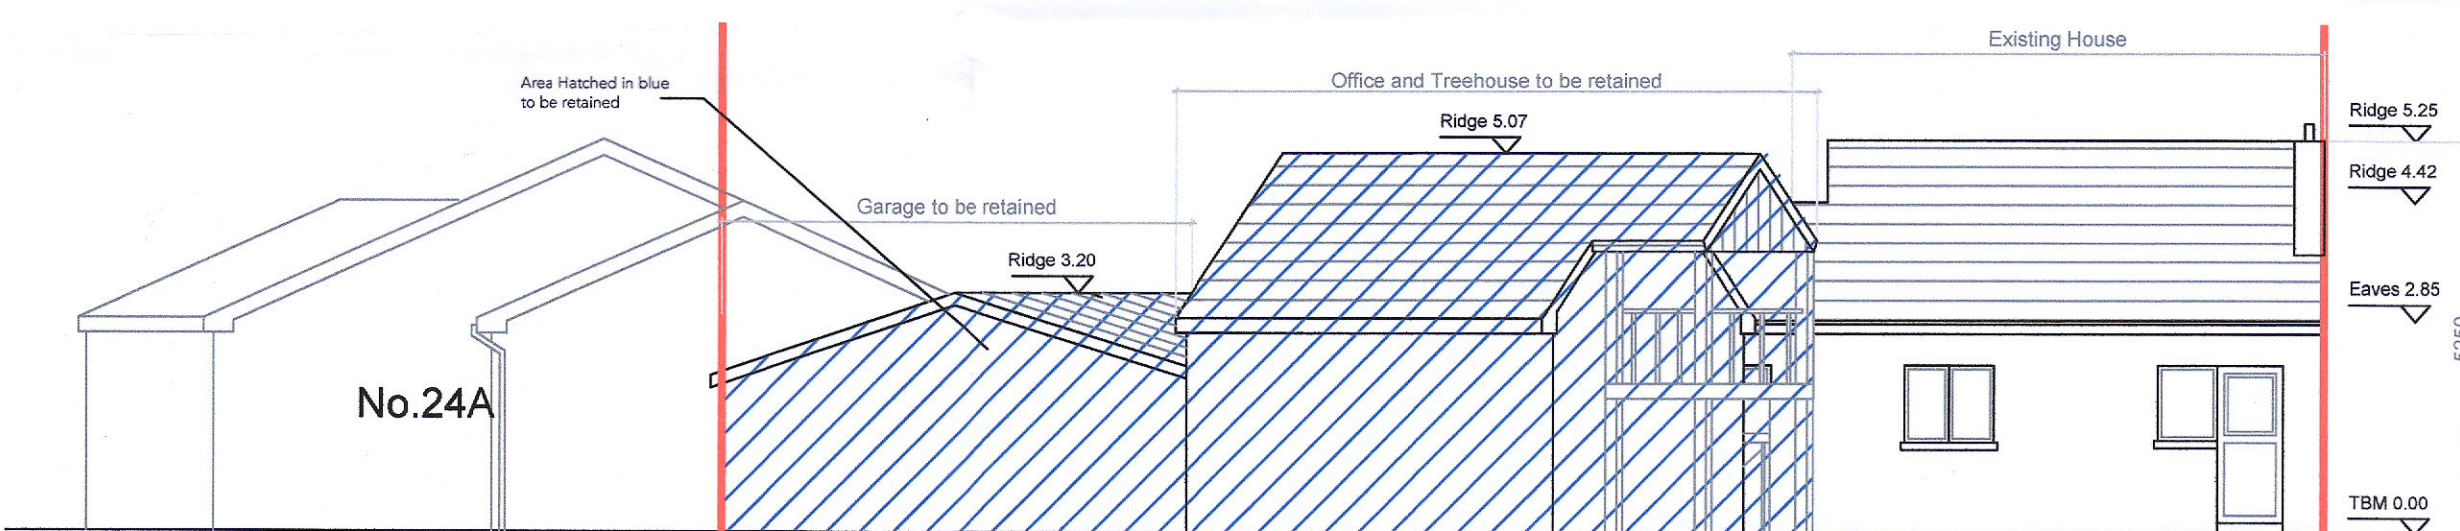 Existing House
Office and Treehouse to be retained
Area Hatched in blue
to be retained
Ridge 5.07
Ridge 5.25
Ridge 4.42
Garage to be retained
Ridge 3.20
Eaves 2.85
5250
No.24A
TBM 0.00